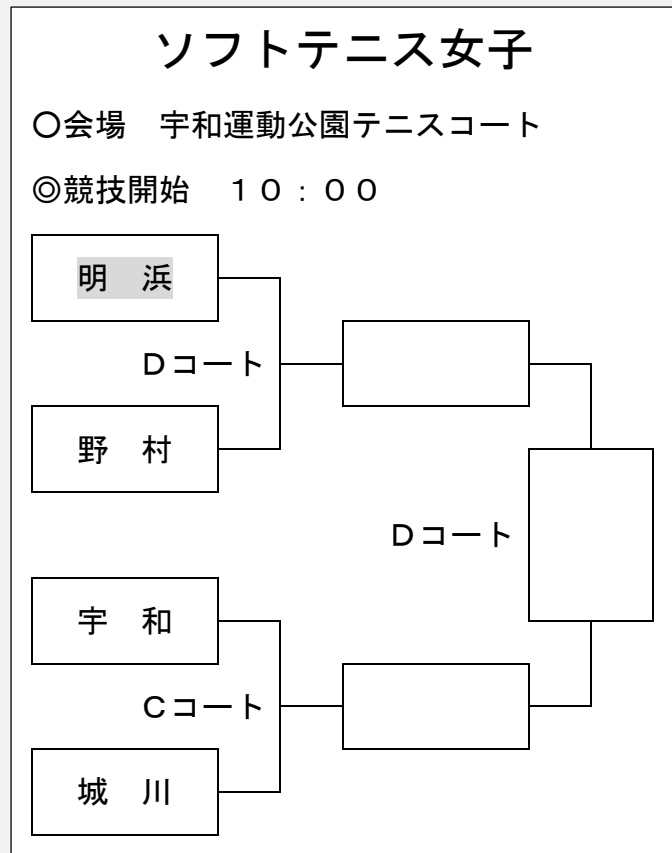 ソフトテニス女子
〇会場　宇和運動公園テニスコート
◎競技開始　１０：００
明　浜
Ｄコート
野　村
Ｄコート
宇　和
Ｃコート
城　川